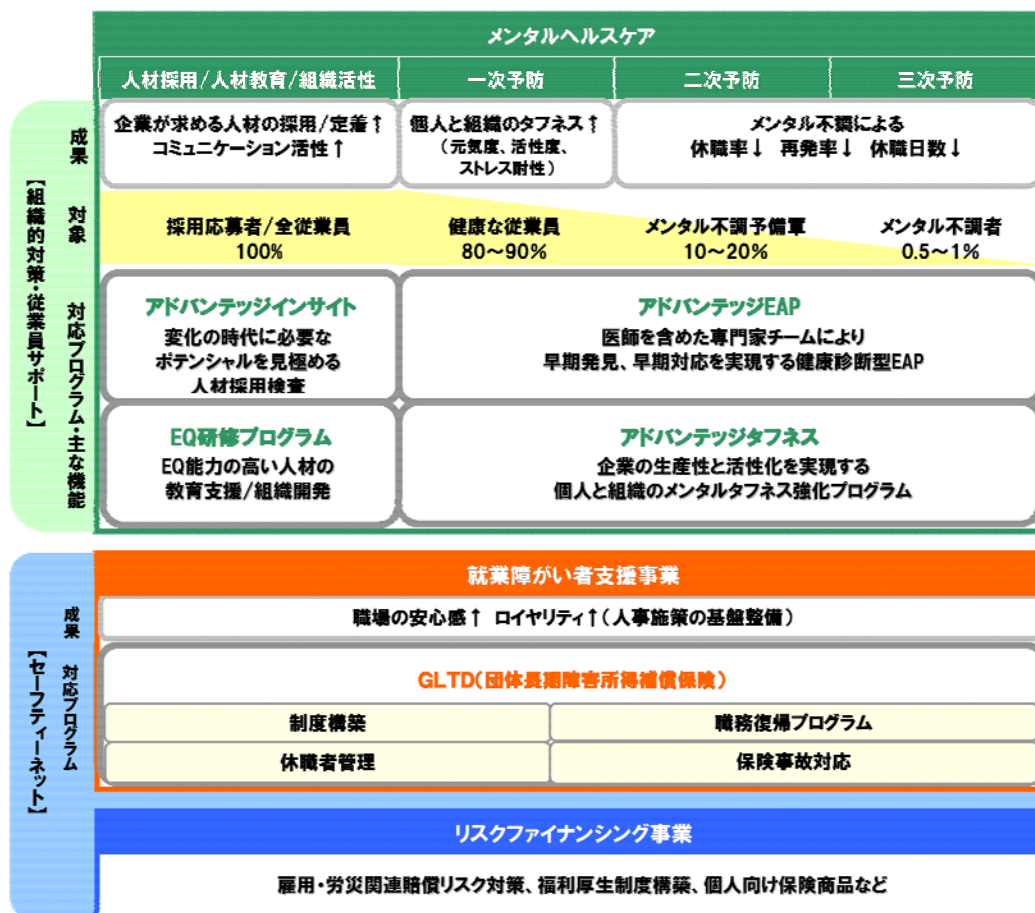 メンタルヘルスケア
人材採用/人材教育/組織活性
一次予防
二次予防
三次予防
【組織的対策・従業員サポート】
成果
企業が求める人材の採用/定着↑
コミュニケーション活性↑
個人と組織のタフネス↑
(元気度、活性度、
ストレス耐性)
メンタル不調による
休職率↓ 再発率↓ 休職日数↓
対象
採用応募者/全従業員
100%
健康な従業員
80～90%
メンタル不調予備軍
10～20%
メンタル不調者
0.5～1%
対応プログラム・主な機能
アドバンテッジインサイト
変化の時代に必要な
ポテンシャルを見極める
人材採用検査
アドバンテッジEAP
医師を含めた専門家チームにより
早期発見、早期対応を実現する健康診断型EAP
EQ研修プログラム
EQ能力の高い人材の
教育支援/組織開発
アドバンテッジタフネス
企業の生産性と活性化を実現する
個人と組織のメンタルタフネス強化プログラム
【セーフティーネット】
就業障がい者支援事業
成果
職場の安心感↑ ロイヤリティ↑(人事施策の基盤整備)
対応プログラム
GLTD(団体長期障害所得補償保険)
制度構築
職務復帰プログラム
休職者管理
保険事故対応
リスクファイナンシング事業
雇用・労災関連賠償リスク対策、福利厚生制度構築、個人向け保険商品など